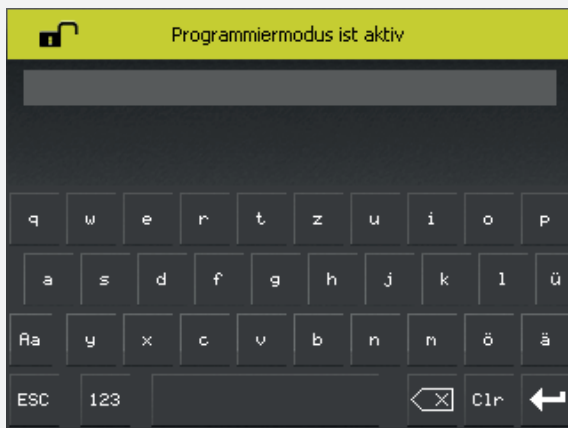 Programmiermodus ist aktiv
q w e r t z u i o p
a s d f g h j k l ü
Aa y x c v b n m ö ä
ESC 123 Clr